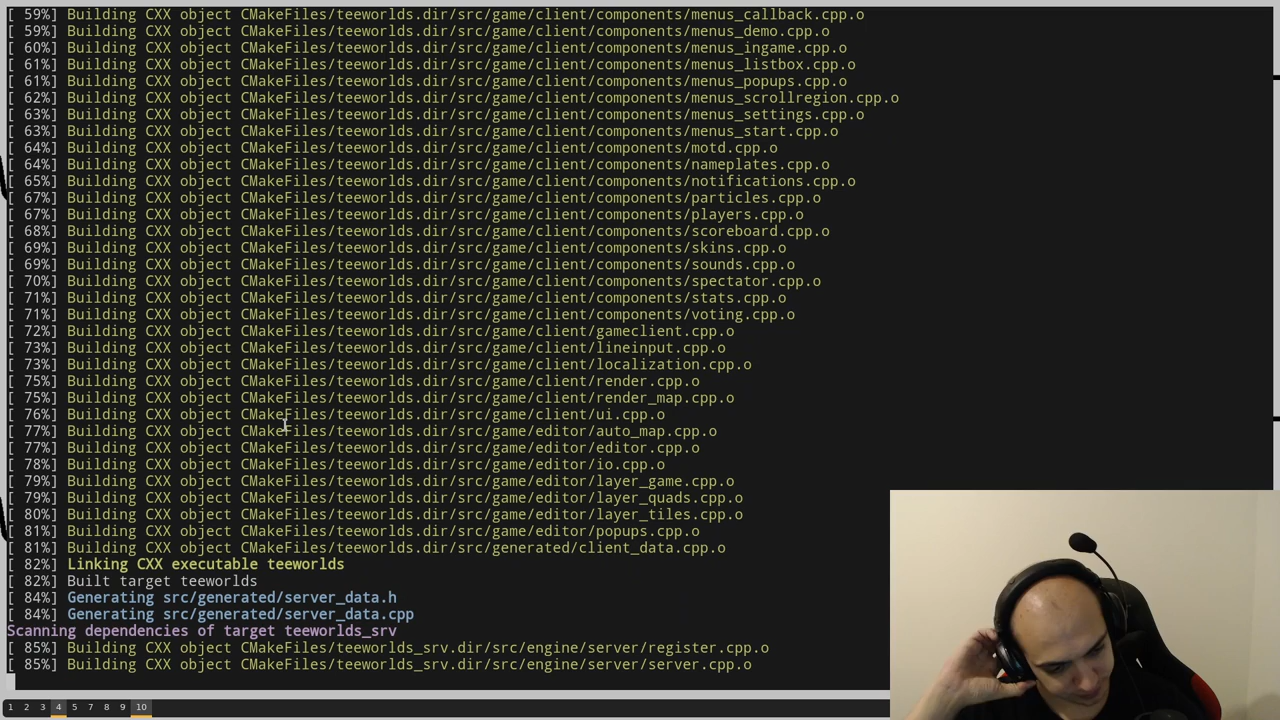 [ 59%] Building CXX object CMakeFiles/teeworlds.dir/src/game/client/components/menus_callback.cpp.o
[ 59%] Building CXX object CMakeFiles/teeworlds.dir/src/game/client/components/menus_demo.cpp.o
[ 60%] Building CXX object CMakeFiles/teeworlds.dir/src/game/client/components/menus_ingame.cpp.o
[ 61%] Building CXX object CMakeFiles/teeworlds.dir/src/game/client/components/menus_listbox.cpp.o
[ 61%] Building CXX object CMakeFiles/teeworlds.dir/src/game/client/components/menus_popups.cpp.o
[ 62%] Building CXX object CMakeFiles/teeworlds.dir/src/game/client/components/menus_scrollregion.cpp.o
[ 63%] Building CXX object CMakeFiles/teeworlds.dir/src/game/client/components/menus_settings.cpp.o
[ 63%] Building CXX object CMakeFiles/teeworlds.dir/src/game/client/components/menus_start.cpp.o
[ 64%] Building CXX object CMakeFiles/teeworlds.dir/src/game/client/components/motd.cpp.o
[ 64%] Building CXX object CMakeFiles/teeworlds.dir/src/game/client/components/nameplates.cpp.o
[ 65%] Building CXX object CMakeFiles/teeworlds.dir/src/game/client/components/notifications.cpp.o
[ 67%] Building CXX object CMakeFiles/teeworlds.dir/src/game/client/components/particles.cpp.o
[ 67%] Building CXX object CMakeFiles/teeworlds.dir/src/game/client/components/players.cpp.o
[ 68%] Building CXX object CMakeFiles/teeworlds.dir/src/game/client/components/scoreboard.cpp.o
[ 69%] Building CXX object CMakeFiles/teeworlds.dir/src/game/client/components/skins.cpp.o
[ 69%] Building CXX object CMakeFiles/teeworlds.dir/src/game/client/components/sounds.cpp.o
[ 70%] Building CXX object CMakeFiles/teeworlds.dir/src/game/client/components/spectator.cpp.o
[ 71%] Building CXX object CMakeFiles/teeworlds.dir/src/game/client/components/stats.cpp.o
[ 71%] Building CXX object CMakeFiles/teeworlds.dir/src/game/client/components/voting.cpp.o
[ 72%] Building CXX object CMakeFiles/teeworlds.dir/src/game/client/gameclient.cpp.o
[ 73%] Building CXX object CMakeFiles/teeworlds.dir/src/game/client/lineinput.cpp.o
[ 73%] Building CXX object CMakeFiles/teeworlds.dir/src/game/client/localization.cpp.o
[ 75%] Building CXX object CMakeFiles/teeworlds.dir/src/game/client/render.cpp.o
[ 75%] Building CXX object CMakeFiles/teeworlds.dir/src/game/client/render_map.cpp.o
[ 76%] Building CXX object CMakeFiles/teeworlds.dir/src/game/client/ui.cpp.o
[ 77%] Building CXX object CMakeFiles/teeworlds.dir/src/game/editor/auto_map.cpp.o
[ 77%] Building CXX object CMakeFiles/teeworlds.dir/src/game/editor/editor.cpp.o
[ 78%] Building CXX object CMakeFiles/teeworlds.dir/src/game/editor/io.cpp.o
[ 79%] Building CXX object CMakeFiles/teeworlds.dir/src/game/editor/layer_game.cpp.o
[ 79%] Building CXX object CMakeFiles/teeworlds.dir/src/game/editor/layer_quads.cpp.o
[ 80%] Building CXX object CMakeFiles/teeworlds.dir/src/game/editor/layer_tiles.cpp.o
[ 81%] Building CXX object CMakeFiles/teeworlds.dir/src/game/editor/popups.cpp.o
[ 81%] Building CXX object CMakeFiles/teeworlds.dir/src/generated/client_data.cpp.o
[ 82%] Linking CXX executable teeworlds
[ 82%] Built target teeworlds
[ 84%] Generating src/generated/server_data.h
[ 84%] Generating src/generated/server_data.cpp
Scanning dependencies of target teeworlds_srv
[ 85%] Building CXX object CMakeFiles/teeworlds_srv.dir/src/engine/server/register.cpp.o
[ 85%] Building CXX object CMakeFiles/teeworlds_srv.dir/src/engine/server/server.cpp.o
1 2 3 4 5 7 8 9 10